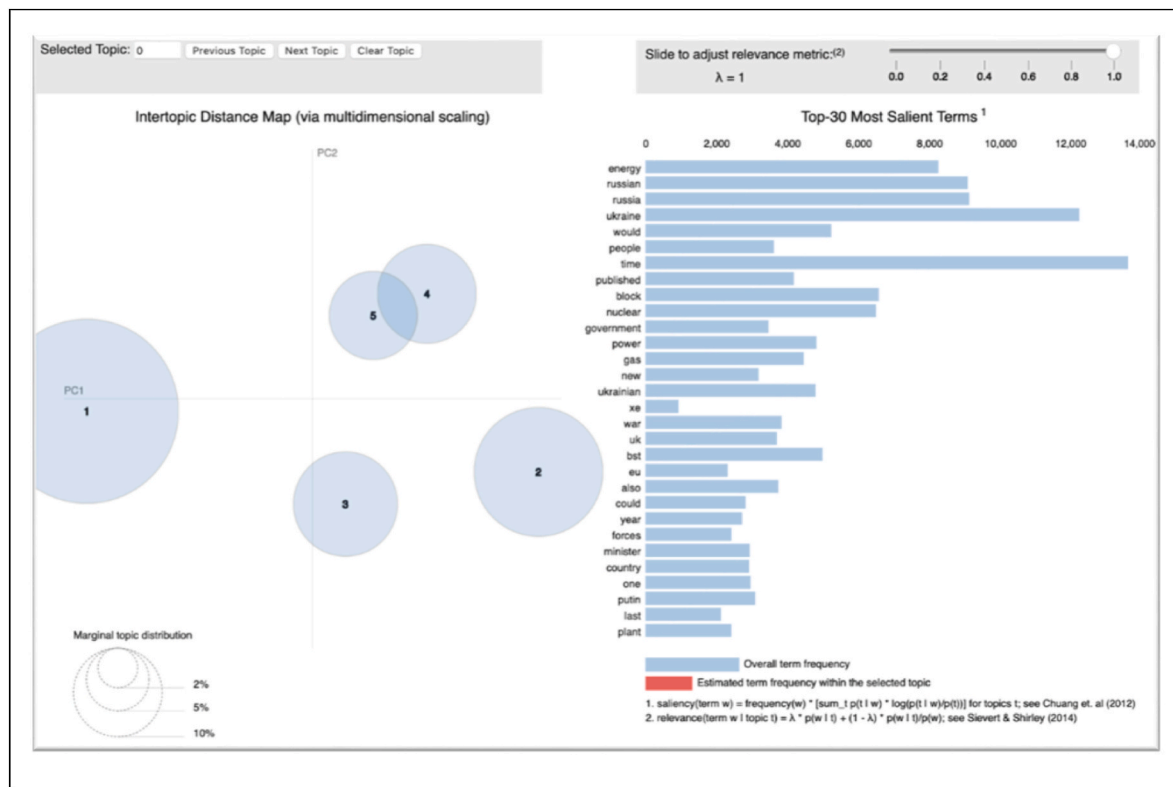 Selected Topic: 0 Previous Topic Next Topic Clear Topic
Slide to adjust relevance metric:(2)
λ = 1
0.0 0.2 0.4 0.6 0.8 1.0
Intertopic Distance Map (via multidimensional scaling)
PC2
PC1
1
2
3
4
5
Marginal topic distribution
2%
5%
10%
Top-30 Most Salient Terms 1
0 2,000 4,000 6,000 8,000 10,000 12,000 14,000
energy
russian
russia
ukraine
would
people
time
published
block
nuclear
government
power
gas
new
ukrainian
xe
war
uk
bst
eu
also
could
year
forces
minister
country
one
putin
last
plant
Overall term frequency
Estimated term frequency within the selected topic
1. saliency(term w) = frequency(w) * [sum_t p(t | w) * log(p(t | w)/p(t))] for topics t; see Chuang et. al (2012)
2. relevance(term w | topic t) = λ * p(w | t) + (1 - λ) * p(w | t)/p(w); see Sievert & Shirley (2014)